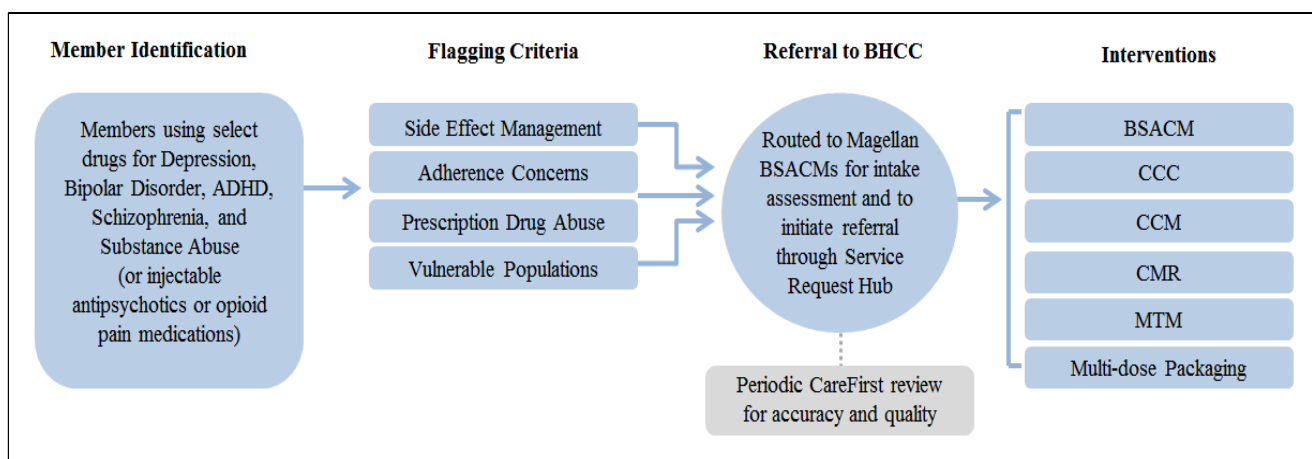 Member Identification
Members using select
drugs for Depression,
Bipolar Disorder, ADHD,
Schizophrenia, and
Substance Abuse
(or injectable
antipsychotics or opioid
pain medications)
Flagging Criteria
Side Effect Management
Adherence Concerns
Prescription Drug Abuse
Vulnerable Populations
Referral to BHCC
Routed to Magellan
BSACMs for intake
assessment and to
initiate referral
through Service
Request Hub
Periodic CareFirst review
for accuracy and quality
Interventions
BSACM
CCC
CCM
CMR
MTM
Multi-dose Packaging